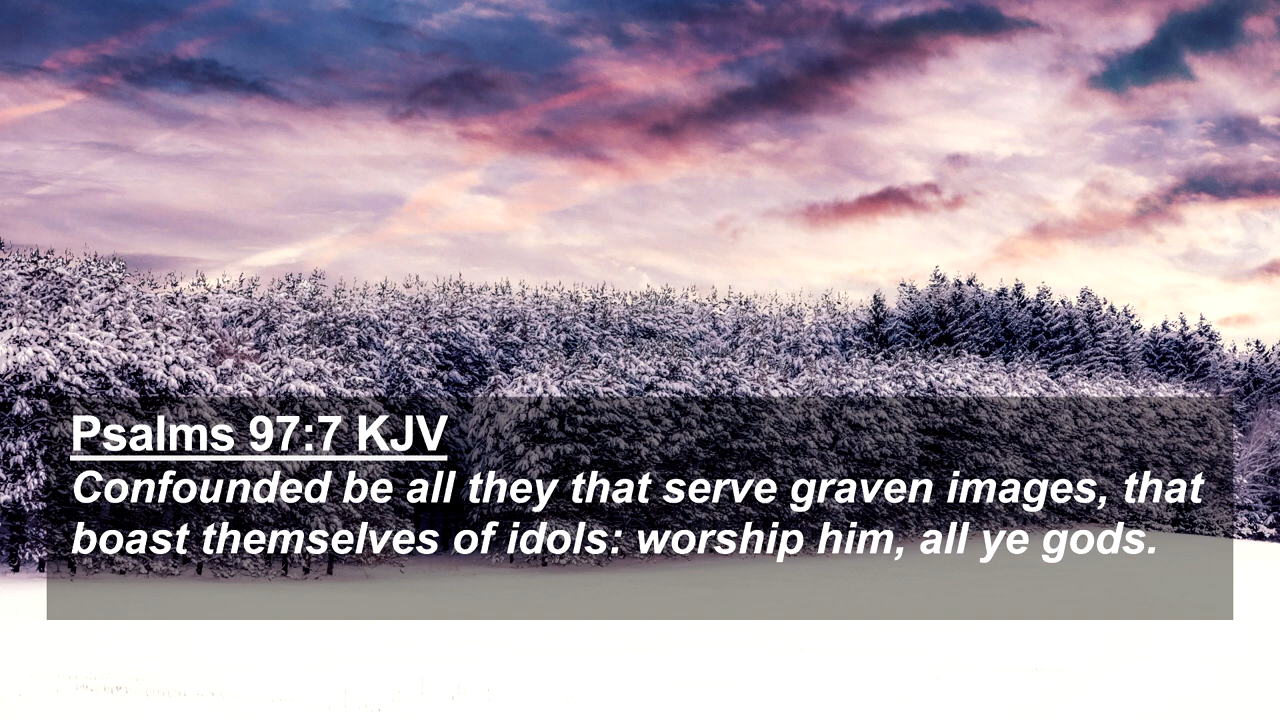 Psalms 97:7 KJV
Confounded be all they that serve graven images, that
boast themselves of idols: worship him, all ye gods.